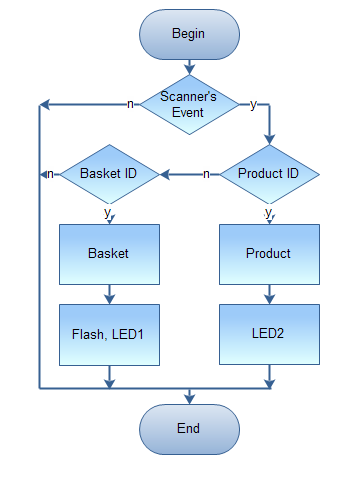 Begin
Scanner's
Event
n
y
Basket ID
Product ID
n
n
y
y
Basket
Product
Flash, LED1
LED2
End